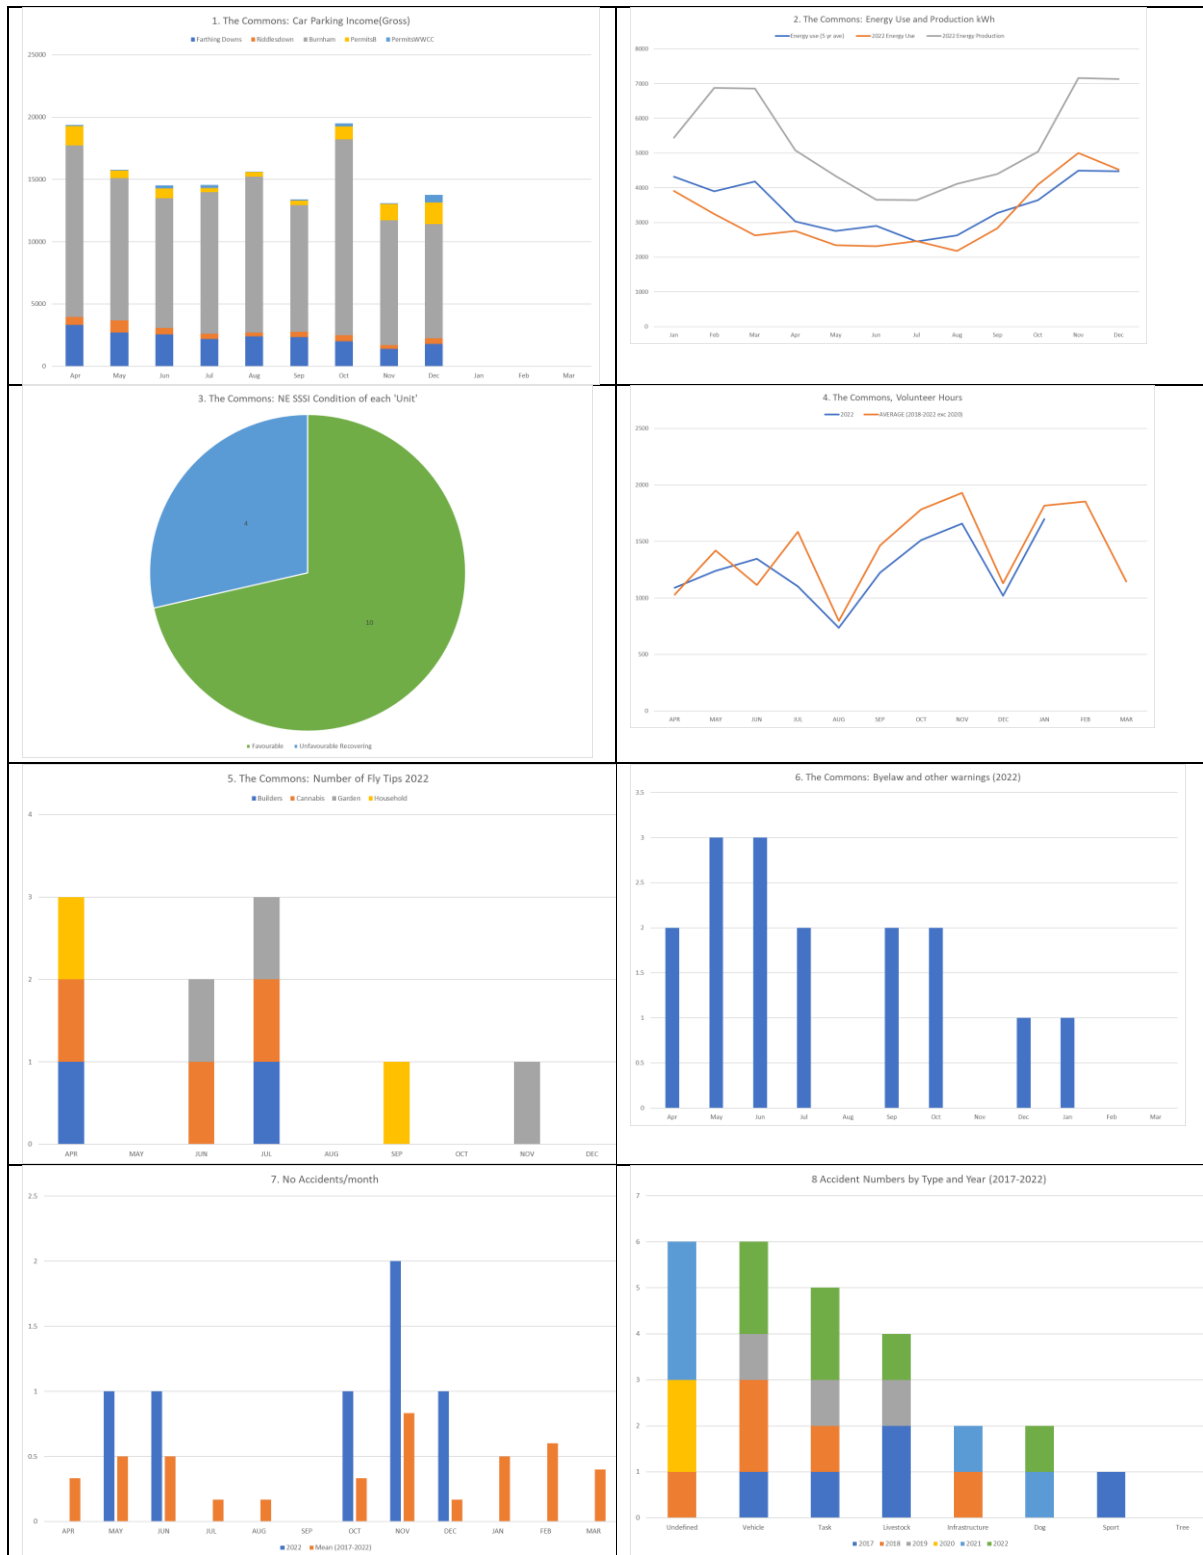 1. The Commons: Car Parking Income(Gross)
Farthing Downs Riddlesdown Burnham PermitsB PermitsWWCC
25000
20000
15000
10000
5000
0
Apr May Jun Jul Aug Sep Oct Nov Dec Jan Feb Mar
2. The Commons: Energy Use and Production kWh
Energy use (5 yr ave) 2022 Energy Use 2022 Energy Production
8000
7000
6000
5000
4000
3000
2000
1000
0
Jan Feb Mar Apr May Jun Jul Aug Sep Oct Nov Dec
3. The Commons: NE SSSI Condition of each 'Unit'
4
10
Favourable Unfavourable Recovering
4. The Commons, Volunteer Hours
2022 AVERAGE (2018-2022 exc 2020)
2500
2000
1500
1000
500
0
APR MAY JUN JUL AUG SEP OCT NOV DEC JAN FEB MAR
5. The Commons: Number of Fly Tips 2022
Builders Cannabis Garden Household
4
3
2
1
0
APR MAY JUN JUL AUG SEP OCT NOV DEC
6. The Commons: Byelaw and other warnings (2022)
3.5
3
2.5
2
1.5
1
0.5
0
Apr May Jun Jul Aug Sep Oct Nov Dec Jan Feb Mar
7. No Accidents/month
2.5
2
1.5
1
0.5
0
APR MAY JUN JUL AUG SEP OCT NOV DEC JAN FEB MAR
2022 Mean (2017-2022)
8 Accident Numbers by Type and Year (2017-2022)
7
6
5
4
3
2
1
0
Undefined Vehicle Task Livestock Infrastructure Dog Sport Tree
2017 2018 2019 2020 2021 2022